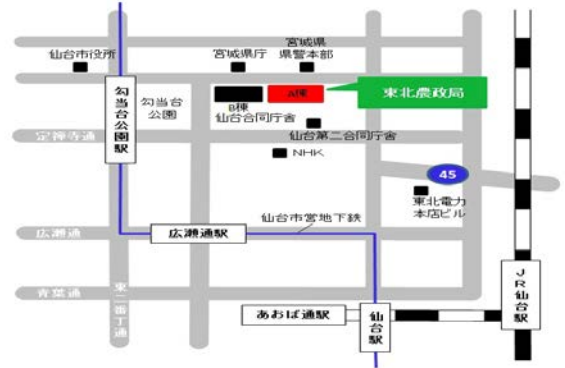 宮城県
県警本部
仙台市役所
宮城県庁
A棟
東北農政局
勾当台公園駅
勾当台
公園
B棟
仙台合同庁舎
仙台第二合同庁舎
定禅寺通
NHK
45
東北電力
本店ビル
仙台市営地下鉄
広瀬通
広瀬通駅
青葉通
東二番丁通
あおば通駅
仙台駅
JR仙台駅